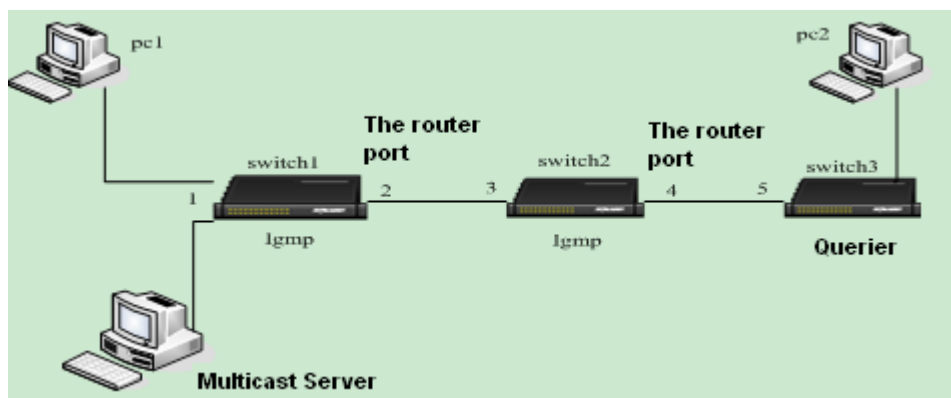 pc1
pc2
The router
port
The router
port
switch1
switch2
switch3
1
2
3
4
5
Igmp
Igmp
Querier
Multicast Server